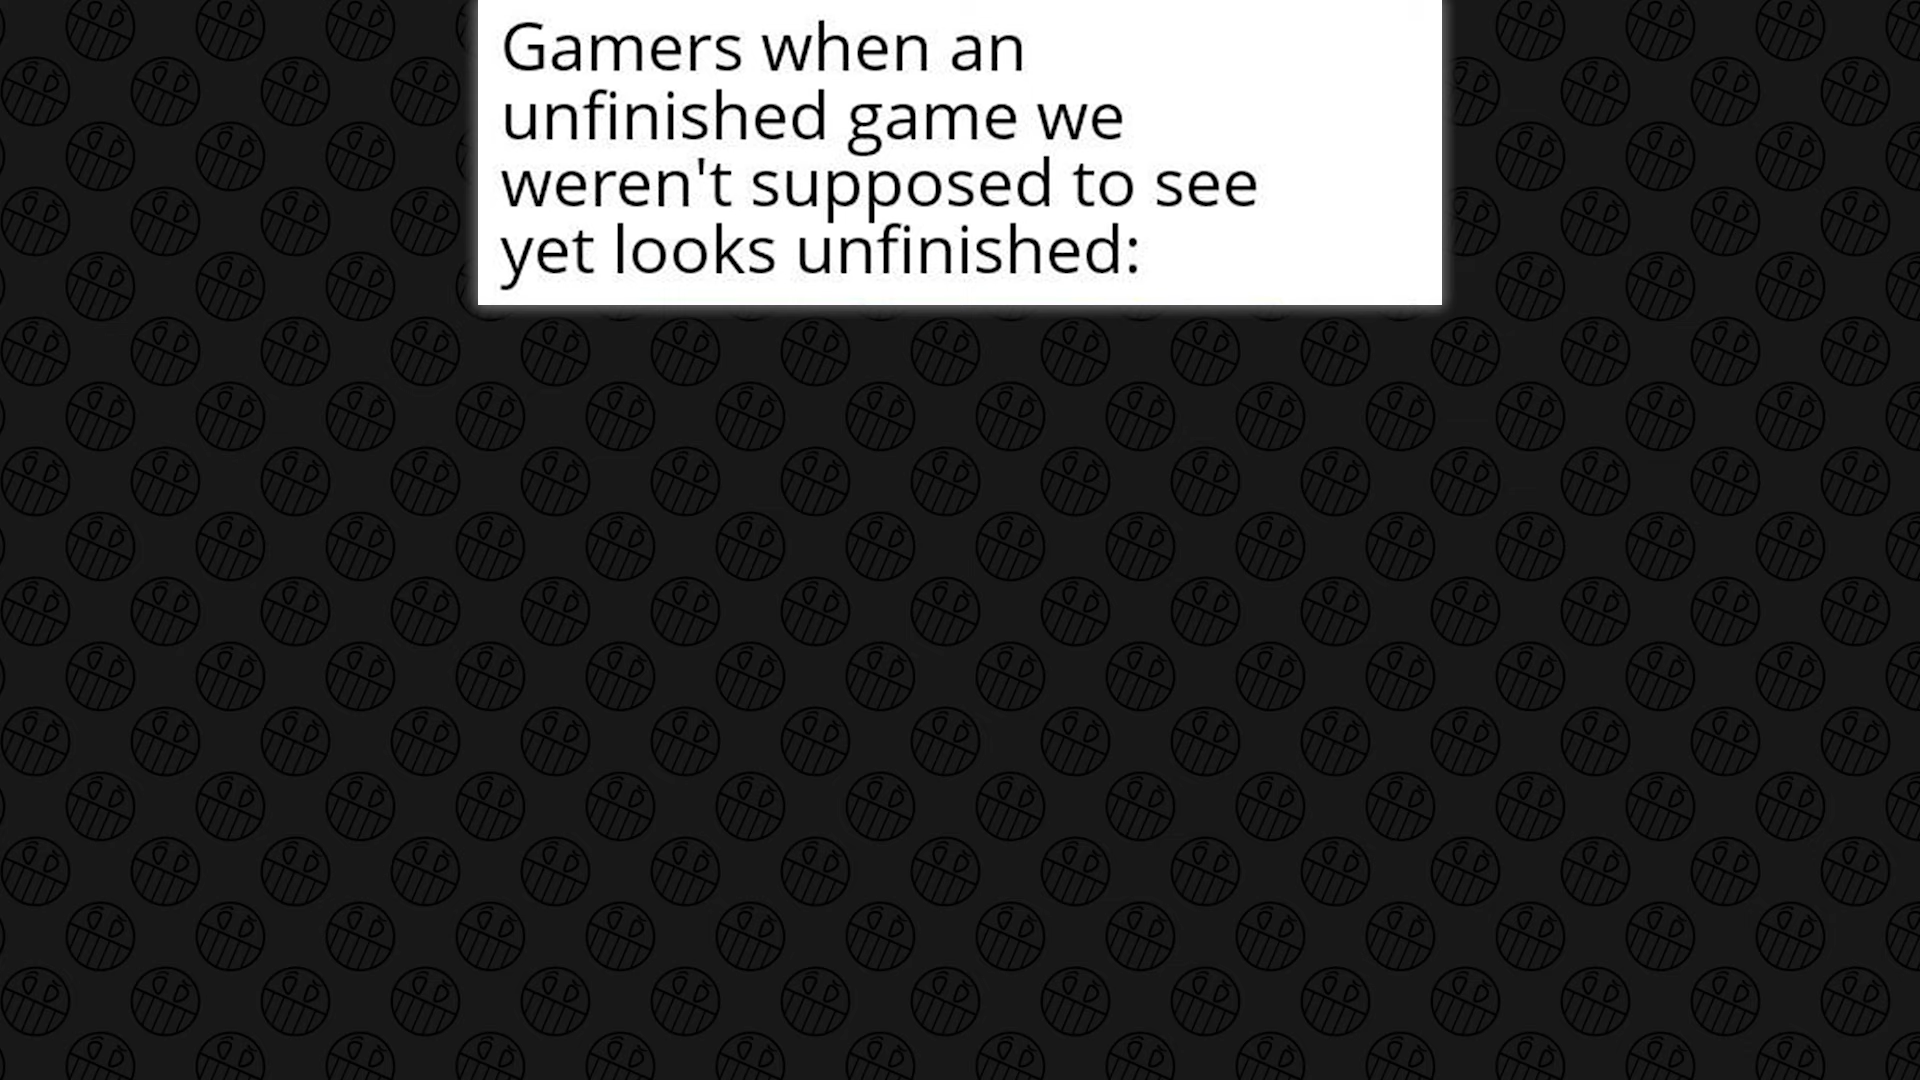 Gamers when an
unfinished game we
weren't supposed to see
yet looks unfinished: